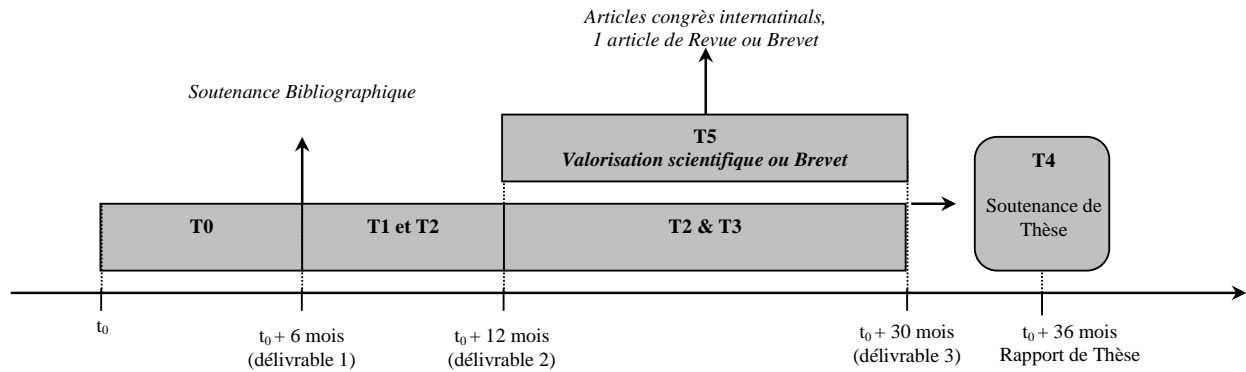 Articles congrès internatinals,
1 article de Revue ou Brevet
Soutenance Bibliographique
T5
Valorisation scientifique ou Brevet
T4
Soutenance de
Thèse
T0
T1 et T2
T2 & T3
t₀
t₀ + 6 mois
(délivrable 1)
t₀ + 12 mois
(délivrable 2)
t₀ + 30 mois
(délivrable 3)
t₀ + 36 mois
Rapport de Thèse